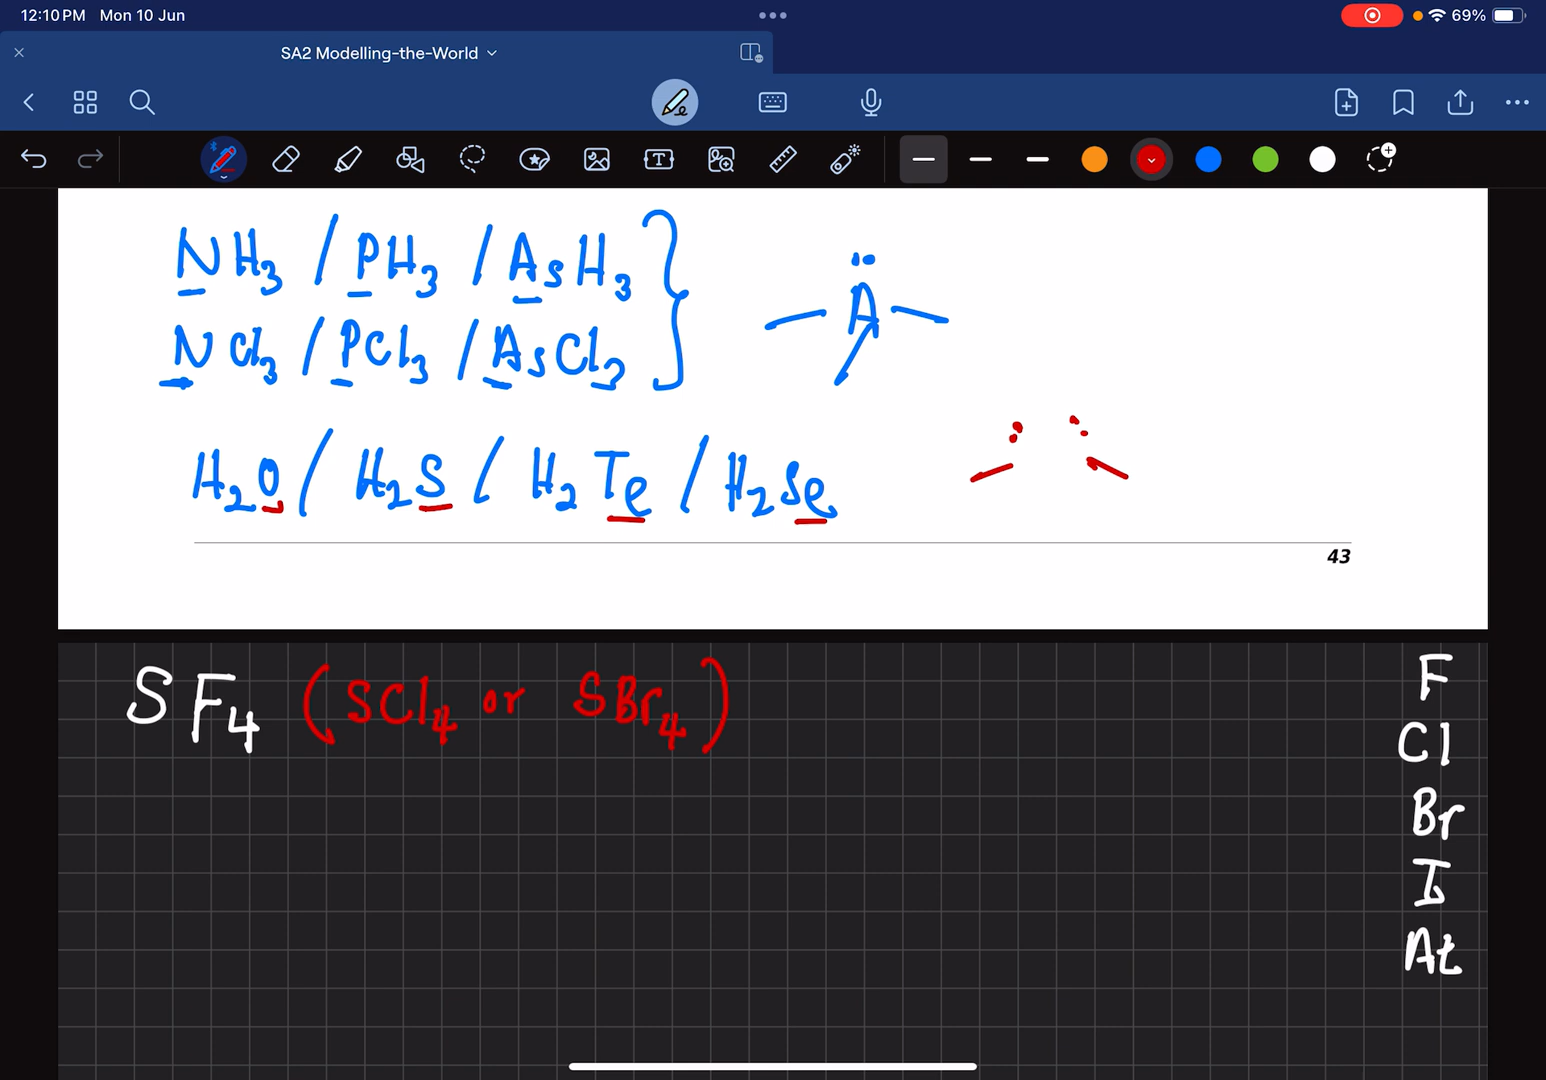 12:10 PM Mon 10 Jun
69%
SA2 Modelling-the-World
NH₃ / PH₃ / AsH₃
A
NCl₃ / PCl₃ / AsCl₃
H₂O / H₂S / H₂Te / H₂Se
43
SF₄ (SCl₄ or SBr₄)
F
Cl
Br
I
At